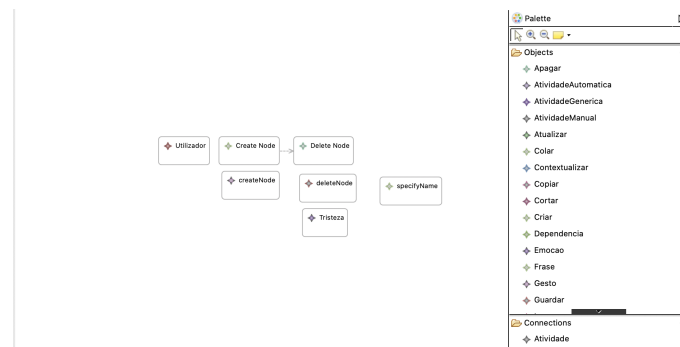 Utilizador
Create Node
Delete Node
createNode
deleteNode
specifyName
Tristeza
Palette
Objects
Apagar
AtividadeAutomatica
AtividadeGenerica
AtividadeManual
Atualizar
Colar
Contextualizar
Copiar
Cortar
Criar
Dependencia
Emocao
Frase
Gesto
Guardar
Connections
Atividade